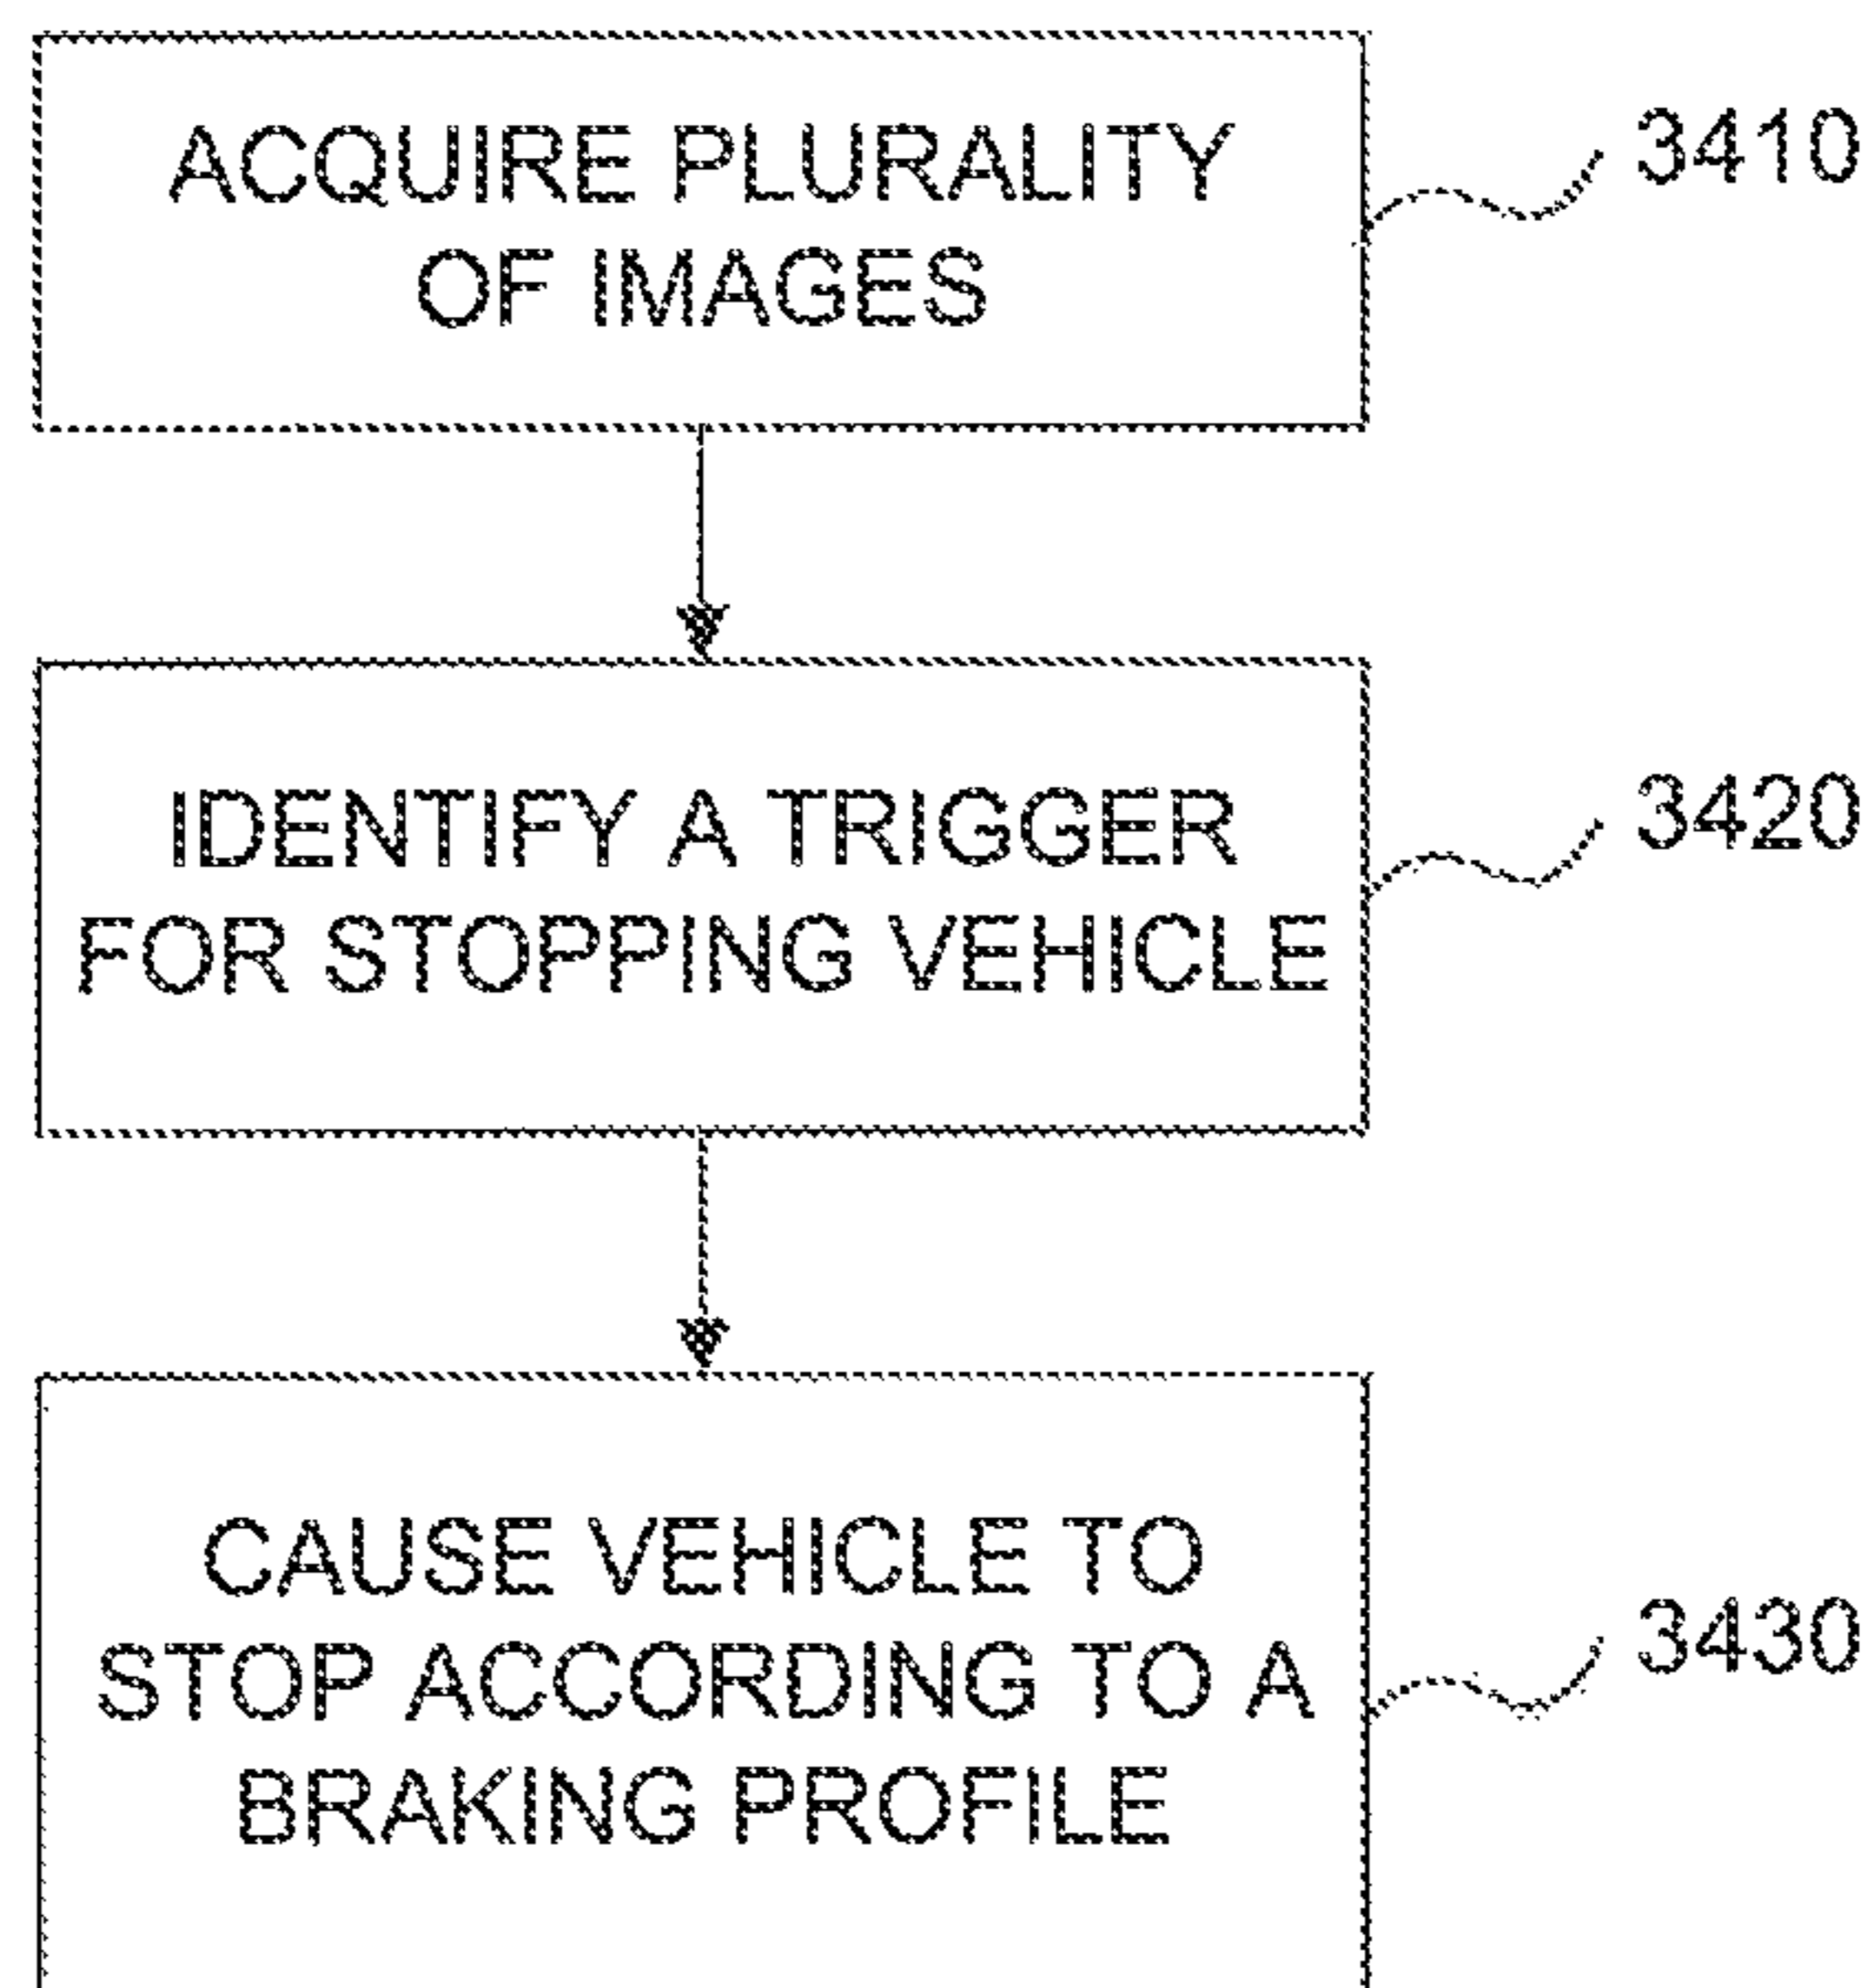 ACQUIRE PLURALITY
OF IMAGES
3410
IDENTIFY A TRIGGER
FOR STOPPING VEHICLE
3420
CAUSE VEHICLE TO
STOP ACCORDING TO A
BRAKING PROFILE
3430